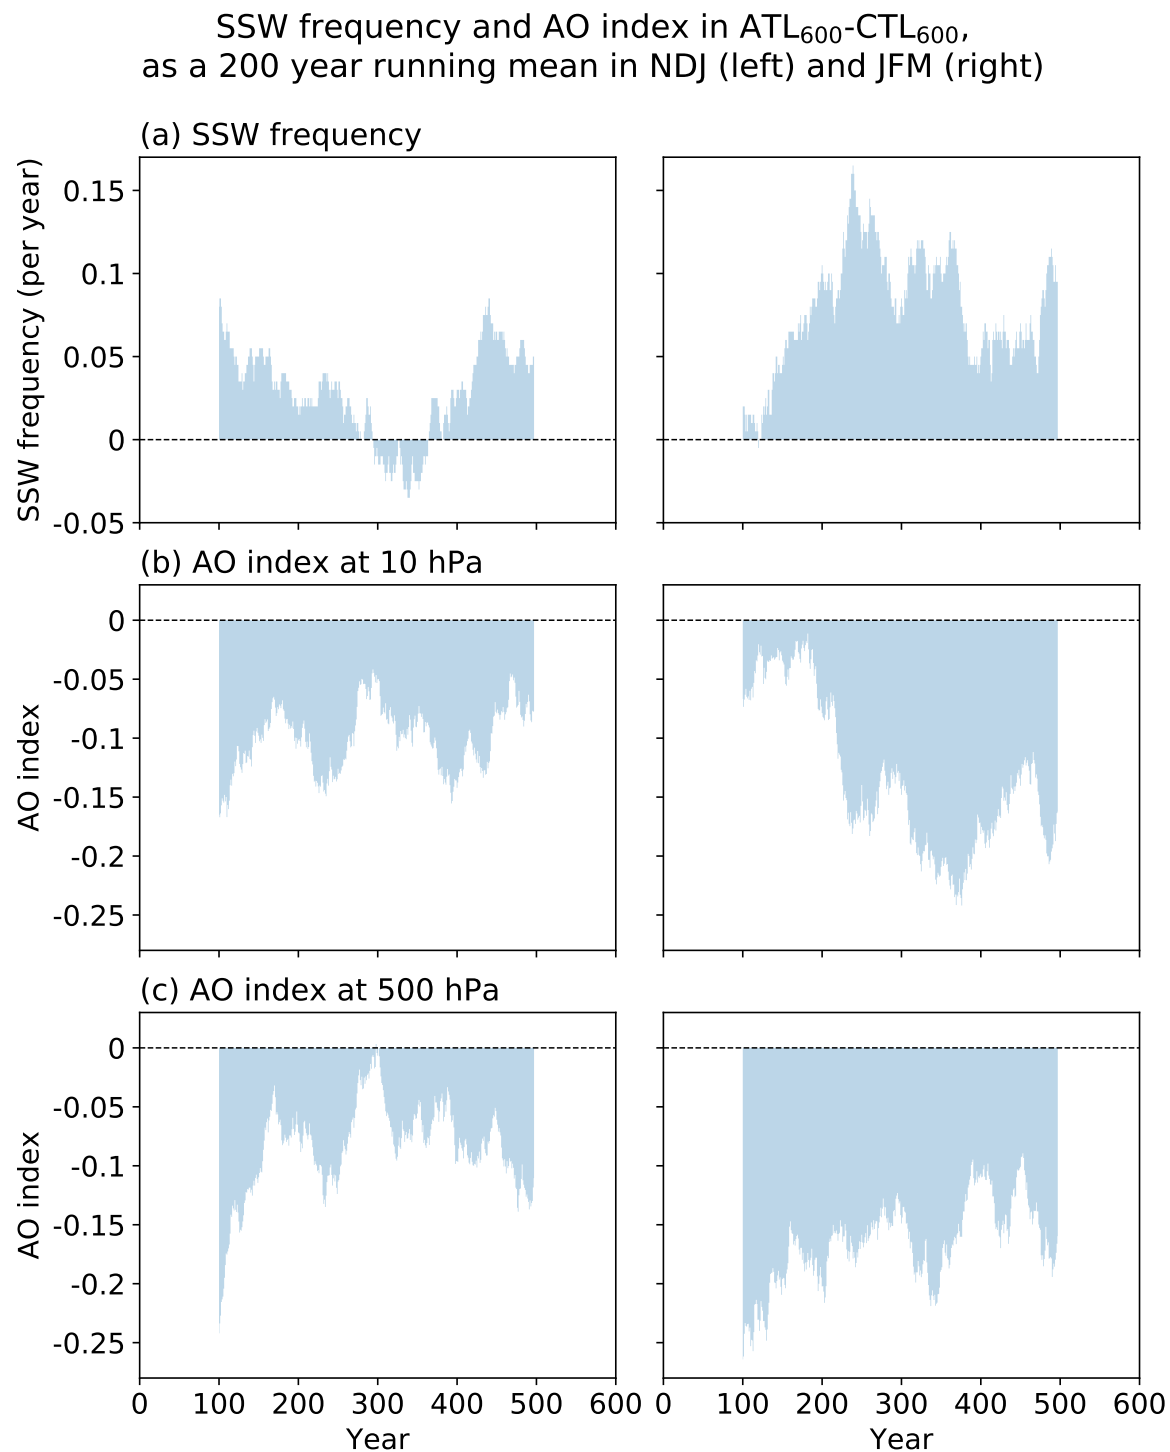 SSW frequency and AO index in ATL₆₀₀-CTL₆₀₀,
as a 200 year running mean in NDJ (left) and JFM (right)
(a) SSW frequency
SSW frequency (per year)
0.15
0.1
0.05
0
-0.05
(b) AO index at 10 hPa
AO index
0
-0.05
-0.1
-0.15
-0.2
-0.25
(c) AO index at 500 hPa
AO index
0
-0.05
-0.1
-0.15
-0.2
-0.25
0 100 200 300 400 500 600 0 100 200 300 400 500 600
Year Year